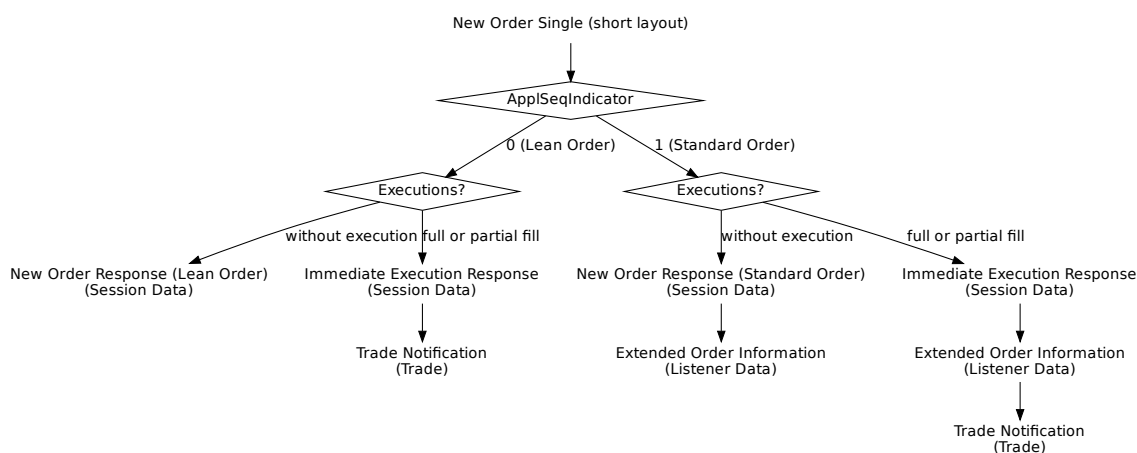 New Order Single (short layout)
ApplSeqIndicator
0 (Lean Order)
1 (Standard Order)
Executions?
Executions?
without execution
full or partial fill
without execution
full or partial fill
New Order Response (Lean Order)
(Session Data)
Immediate Execution Response
(Session Data)
New Order Response (Standard Order)
(Session Data)
Immediate Execution Response
(Session Data)
Trade Notification
(Trade)
Extended Order Information
(Listener Data)
Extended Order Information
(Listener Data)
Trade Notification
(Trade)